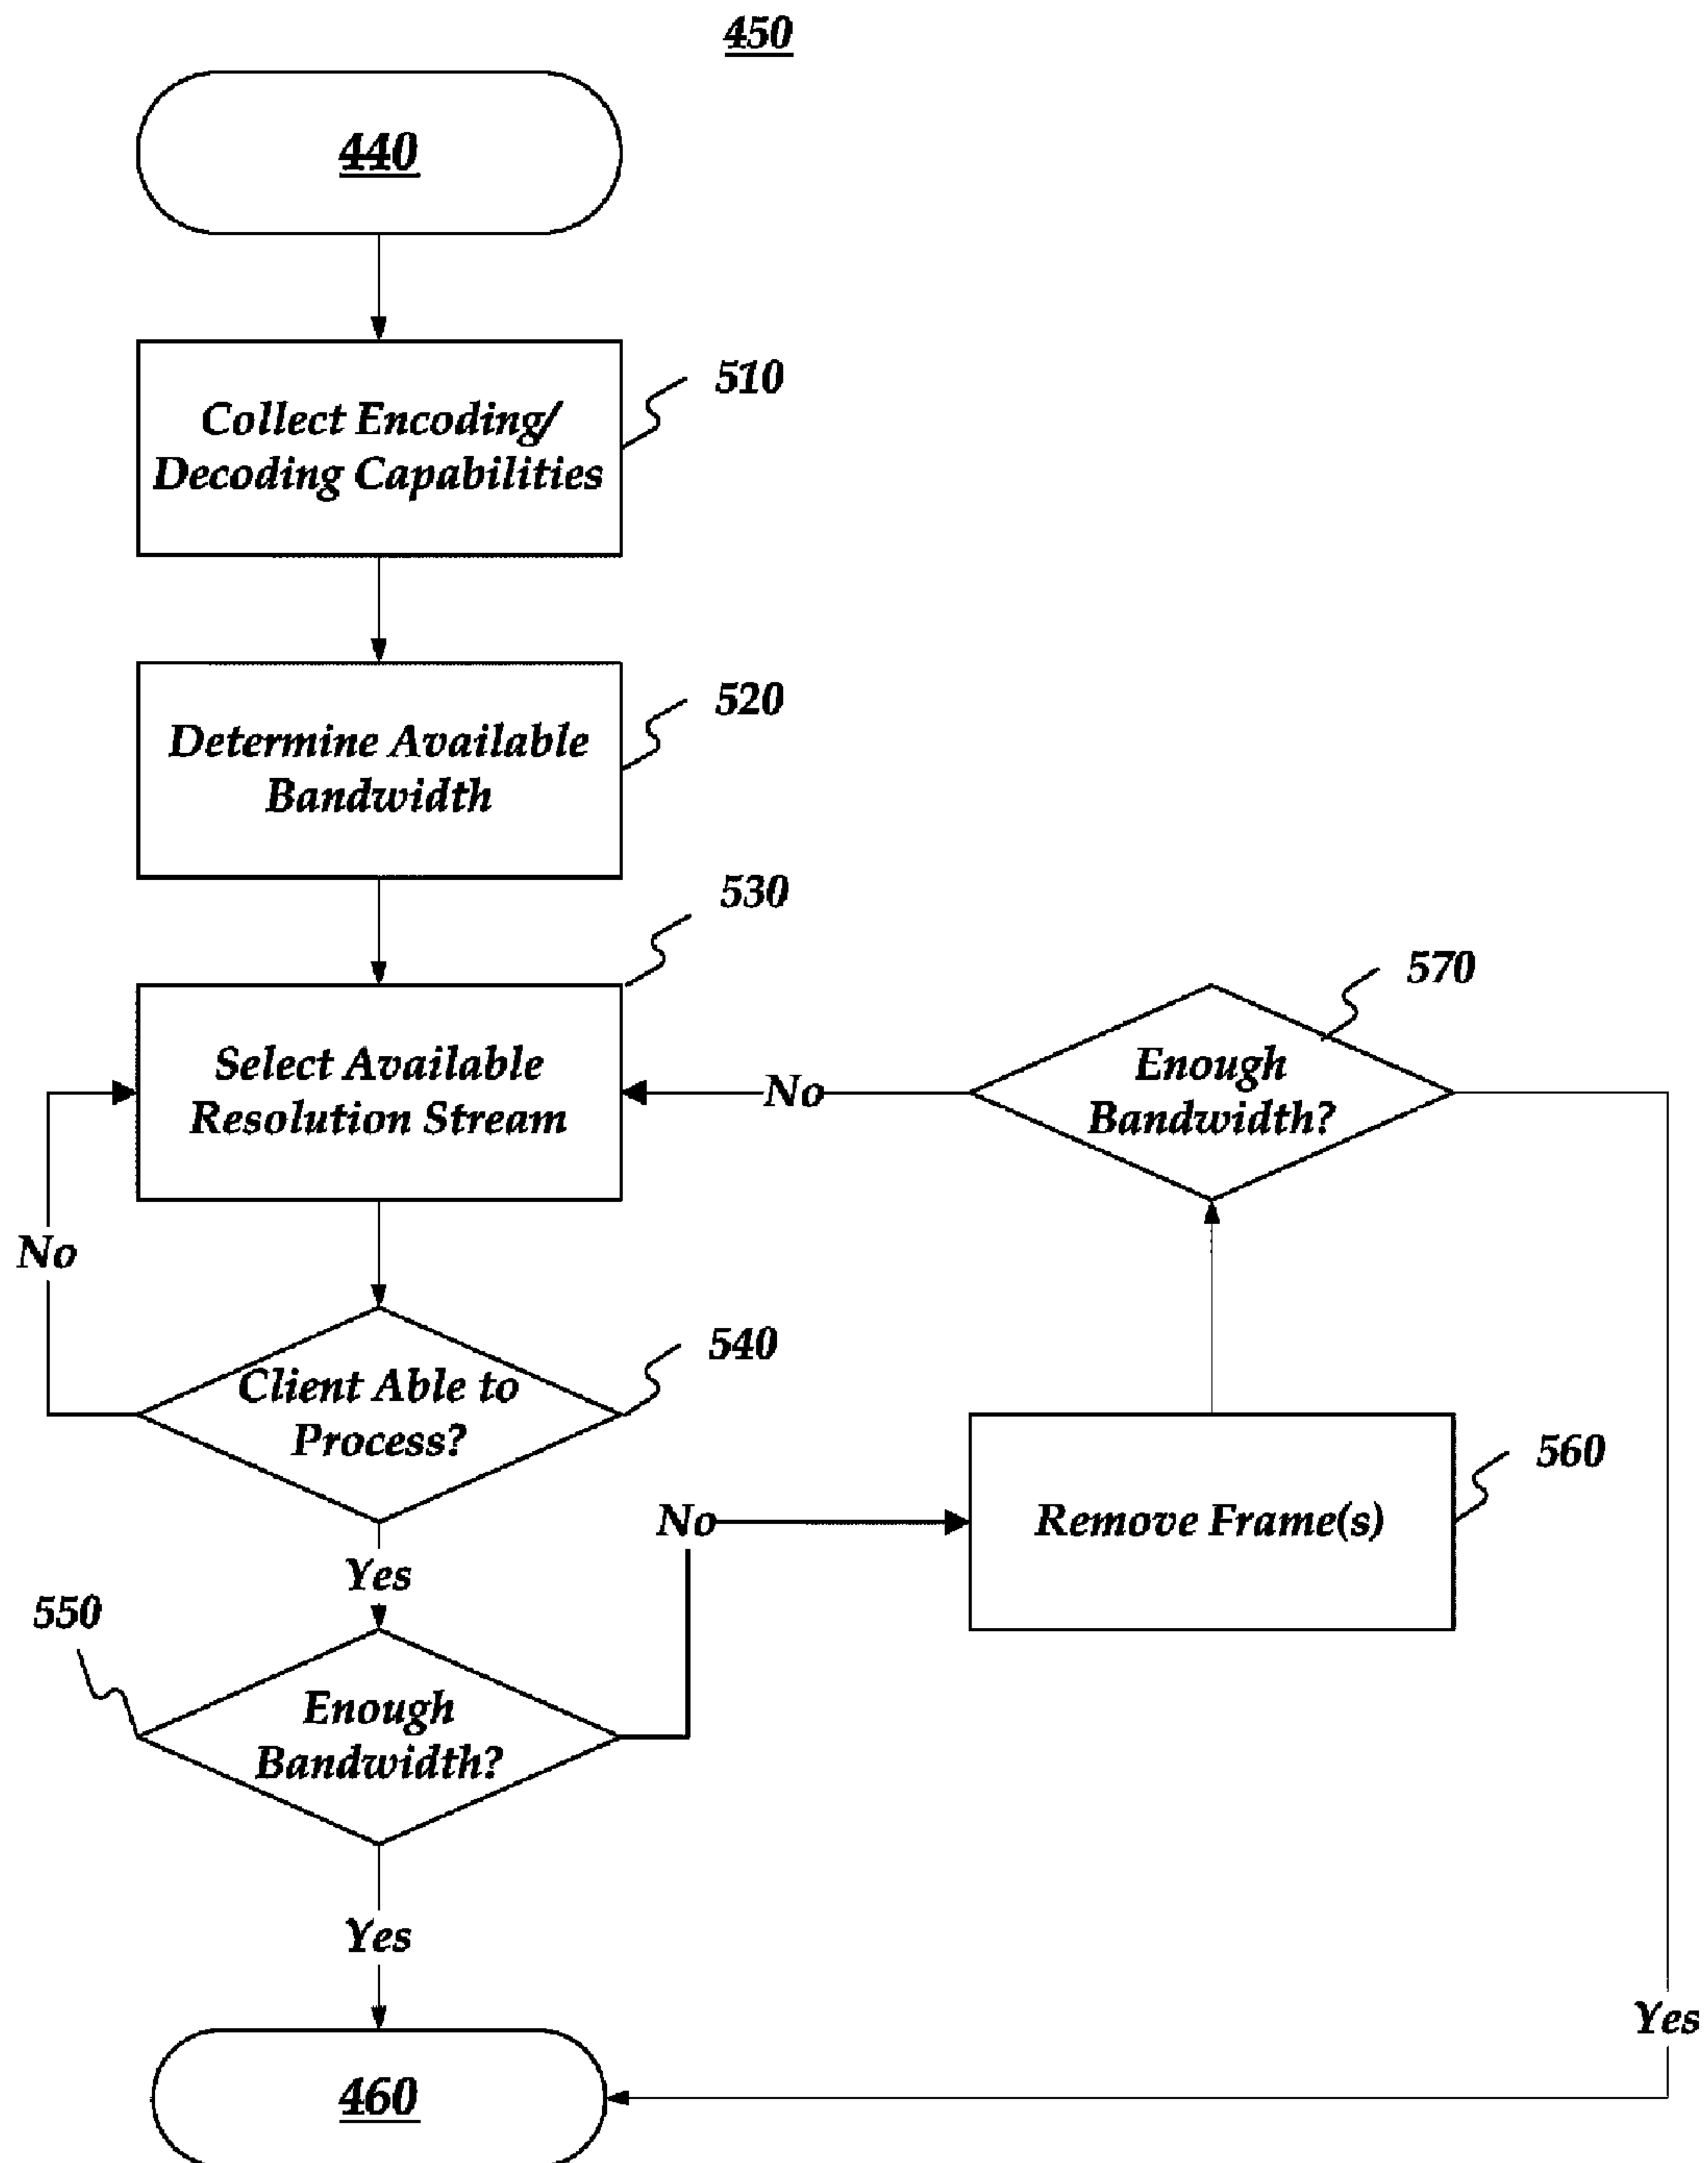 450
440
510
Collect Encoding/
Decoding Capabilities
520
Determine Available
Bandwidth
530
Select Available
Resolution Stream
570
Enough
Bandwidth?
No
No
540
Client Able to
Process?
560
Remove Frame(s)
No
Yes
550
Enough
Bandwidth?
Yes
Yes
460